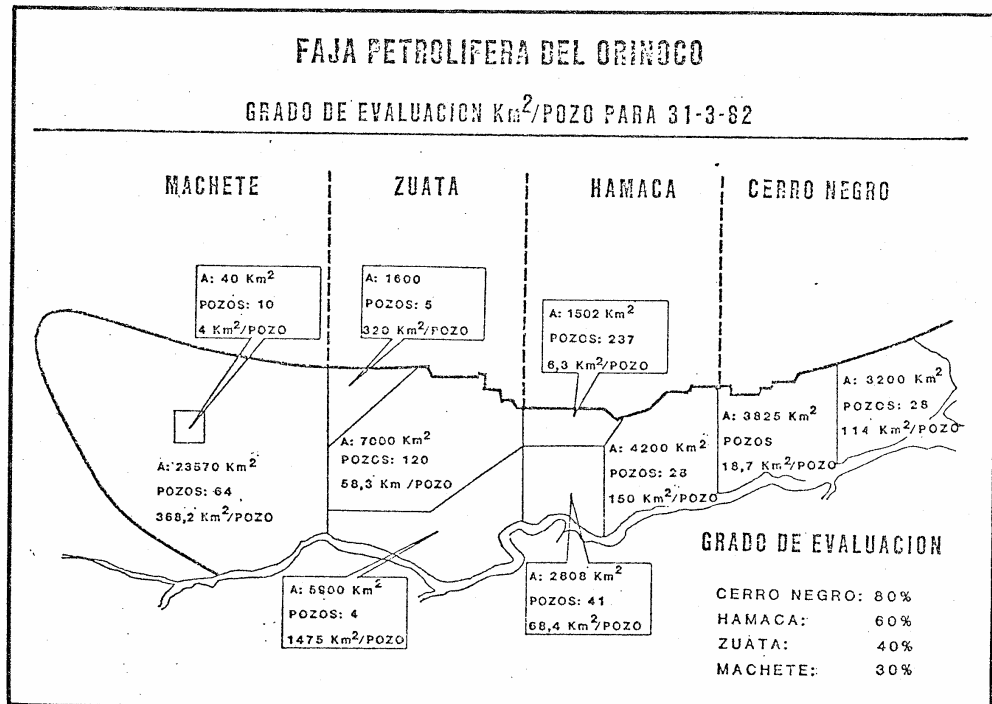 FAJA PETROLIFERA DEL ORINOCO
GRADO DE EVALUACION Km²/POZO PARA 31-3-82
MACHETE
ZUATA
HAMACA
CERRO NEGRO
A: 40 Km²
POZOS: 10
4 Km²/POZO
A: 1600
POZOS: 5
320 Km²/POZO
A: 1502 Km²
POZOS: 237
6,3 Km²/POZO
A: 23570 Km²
POZOS: 64
368,2 Km²/POZO
A: 7000 Km²
POZOS: 120
58,3 Km /POZO
A: 4200 Km²
POZOS: 28
150 Km²/POZO
A: 3825 Km²
POZOS
18,7 Km²/POZO
A: 3200 Km²
POZOS: 28
114 Km²/POZO
A: 5900 Km²
POZOS: 4
1475 Km²/POZO
A: 2808 Km²
POZOS: 41
68,4 Km²/POZO
GRADO DE EVALUACION
CERRO NEGRO: 80%
HAMACA: 60%
ZUATA: 40%
MACHETE: 30%